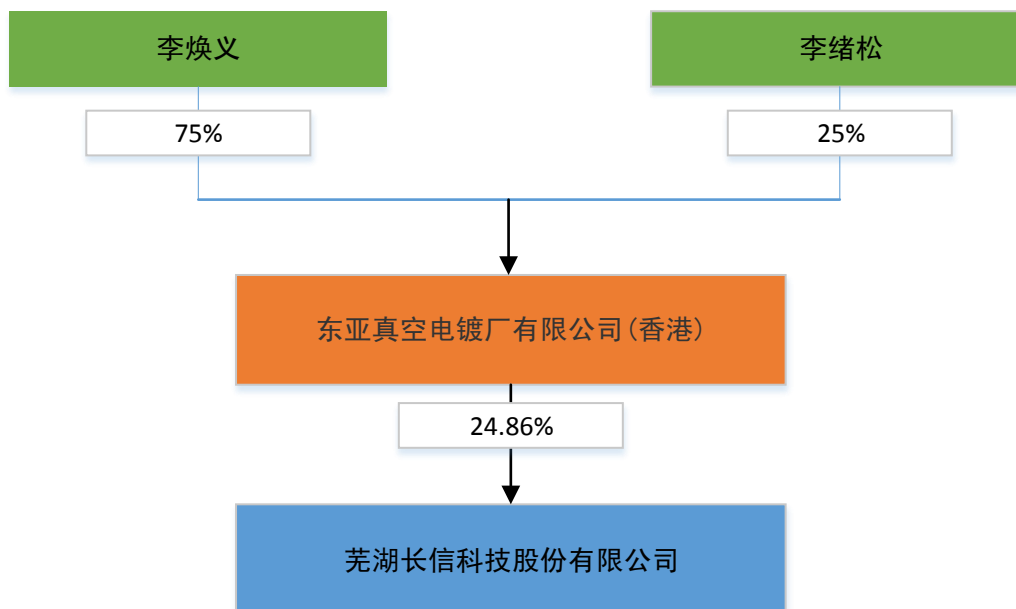 李焕义
李绪松
75%
25%
东亚真空电镀厂有限公司(香港)
24.86%
芜湖长信科技股份有限公司